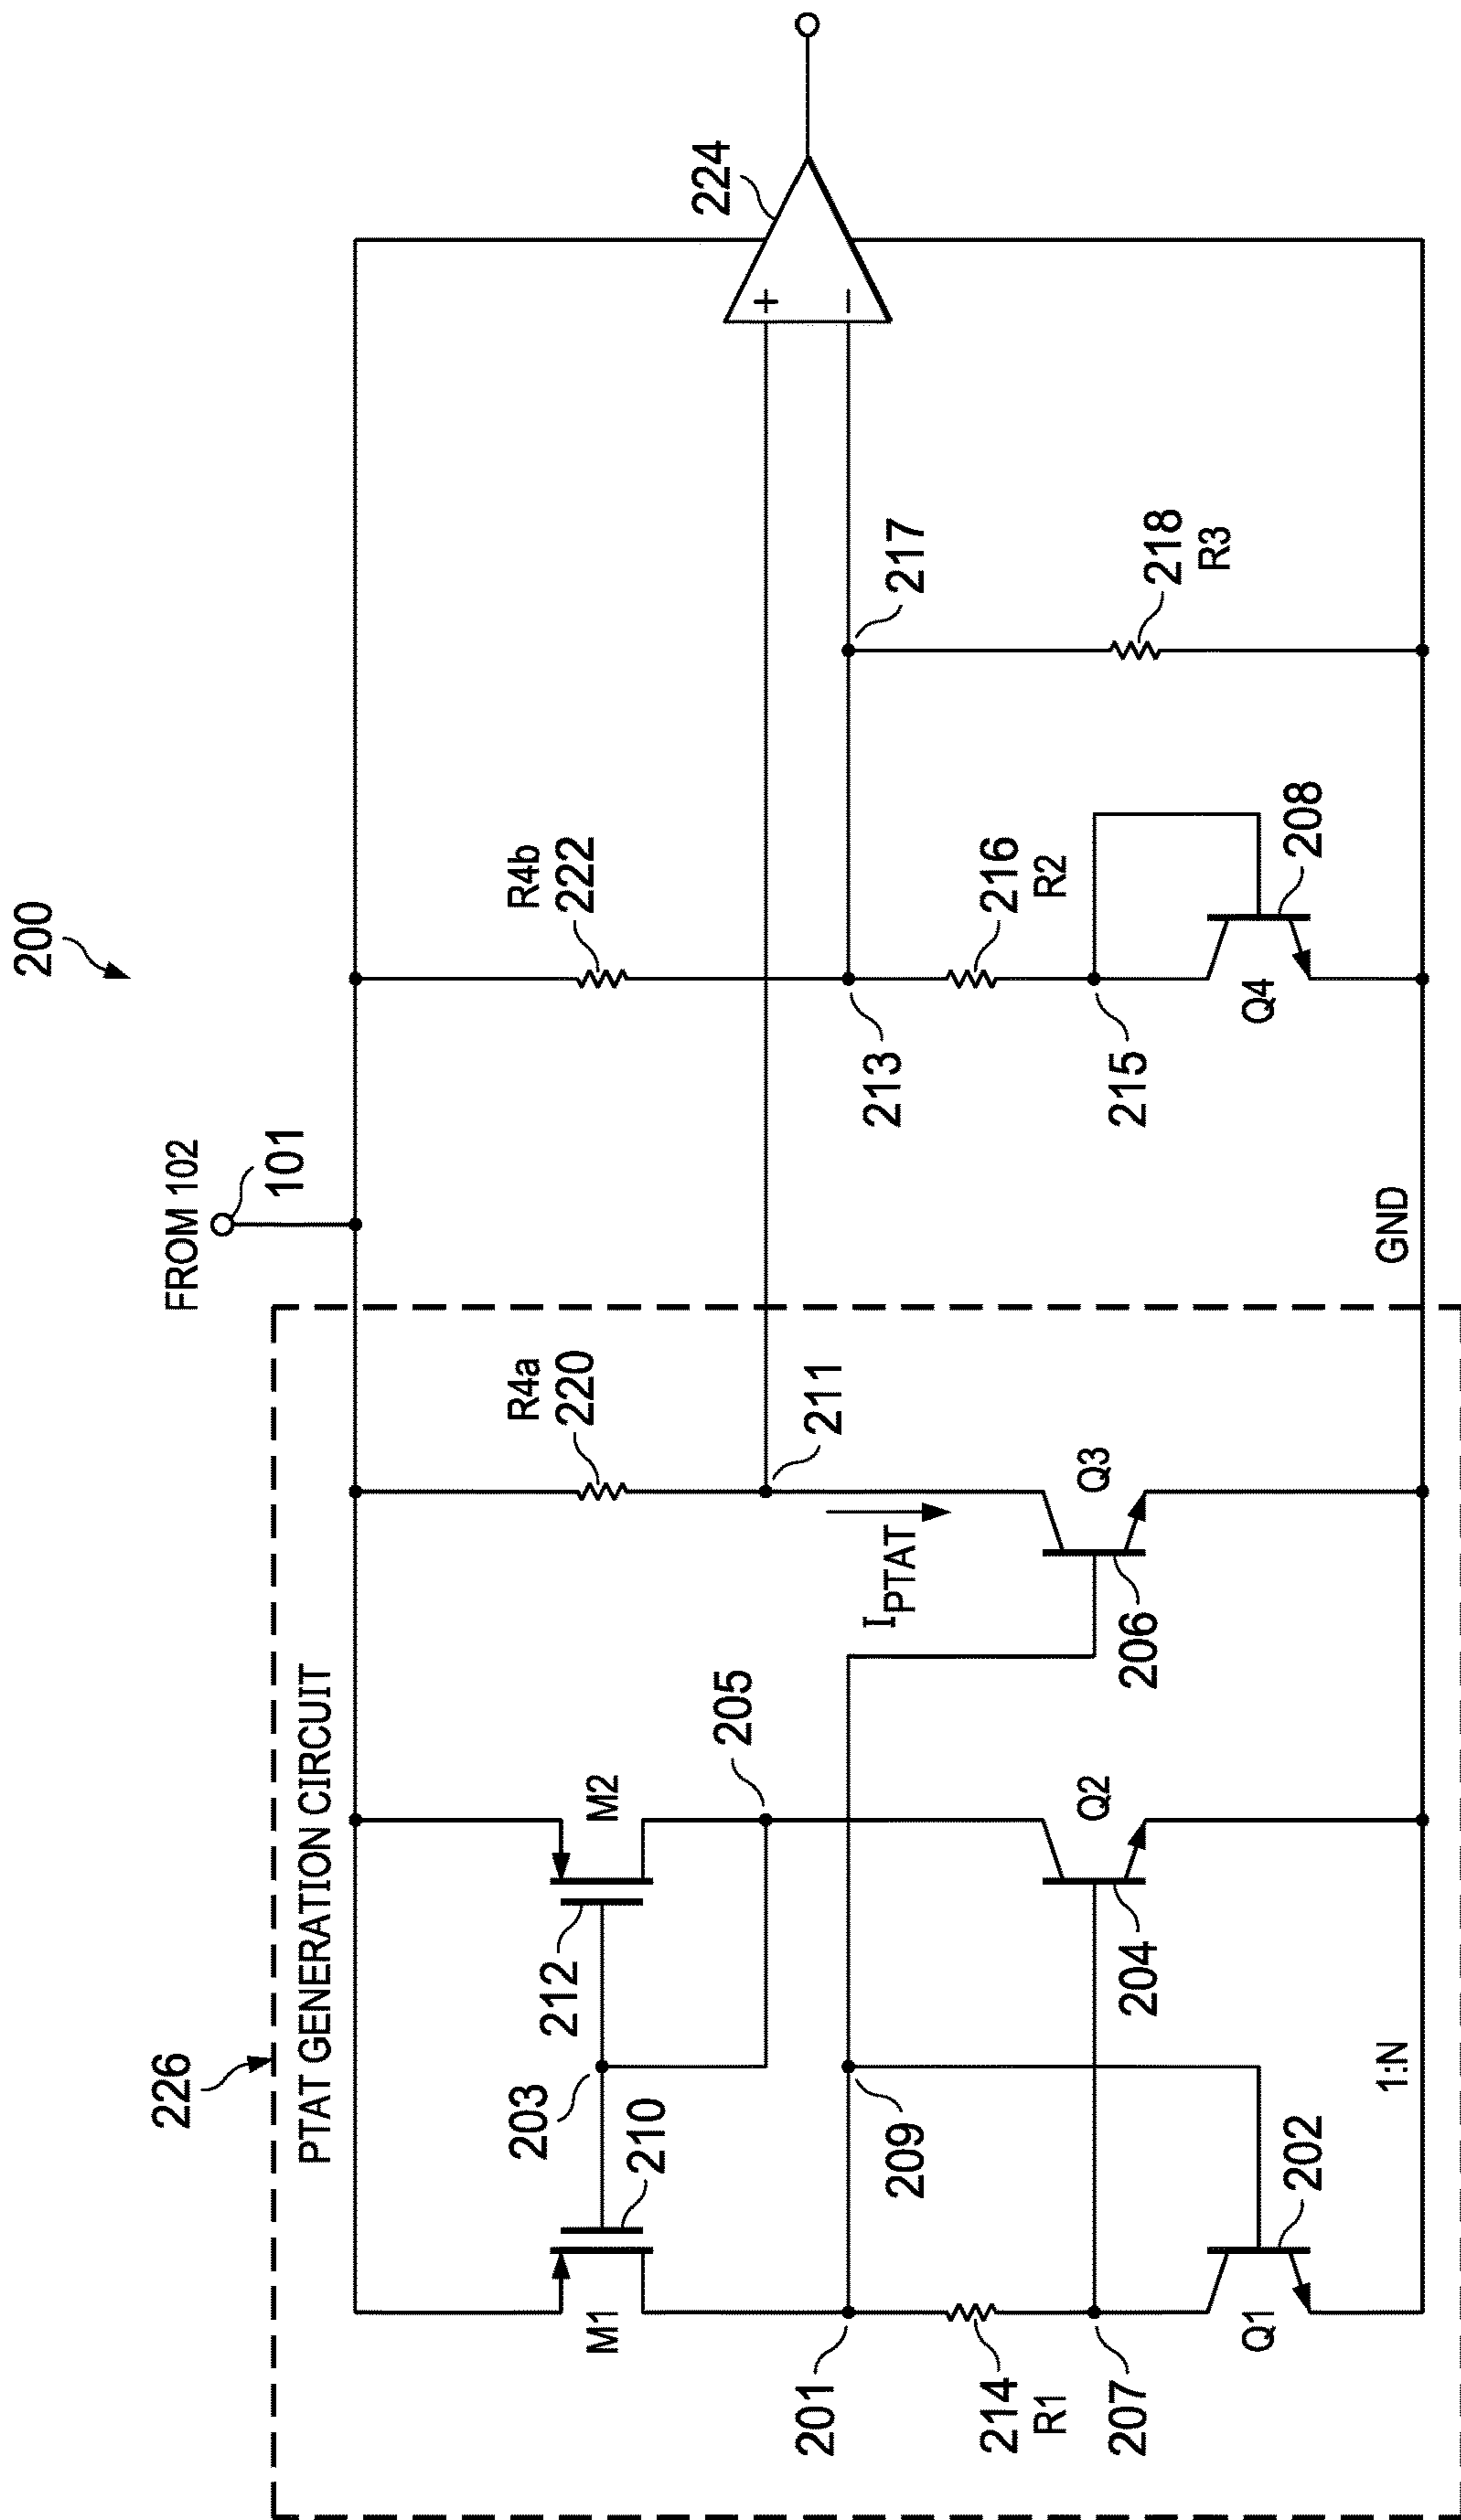 200
FROM 102
101
226
PTAT GENERATION CIRCUIT
M1
210
203
212
M2
205
R4a
220
211
R4b
222
224
+
−
201
209
I PTAT
213
217
214
R1
207
Q2
204
Q3
206
215
216
R2
218
R3
Q1
202
1:N
Q4
208
GND